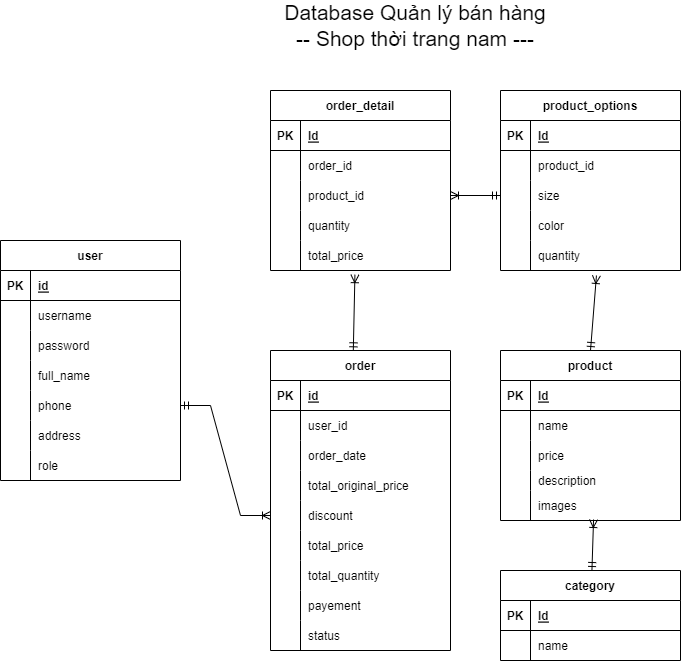 Database Quản lý bán hàng
-- Shop thời trang nam ---
order_detail
PK Id
order_id
product_id
quantity
total_price
product_options
PK Id
product_id
size
color
quantity
user
PK id
username
password
full_name
phone
address
role
order
PK id
user_id
order_date
total_original_price
discount
total_price
total_quantity
payement
status
product
PK Id
name
price
description
images
category
PK Id
name